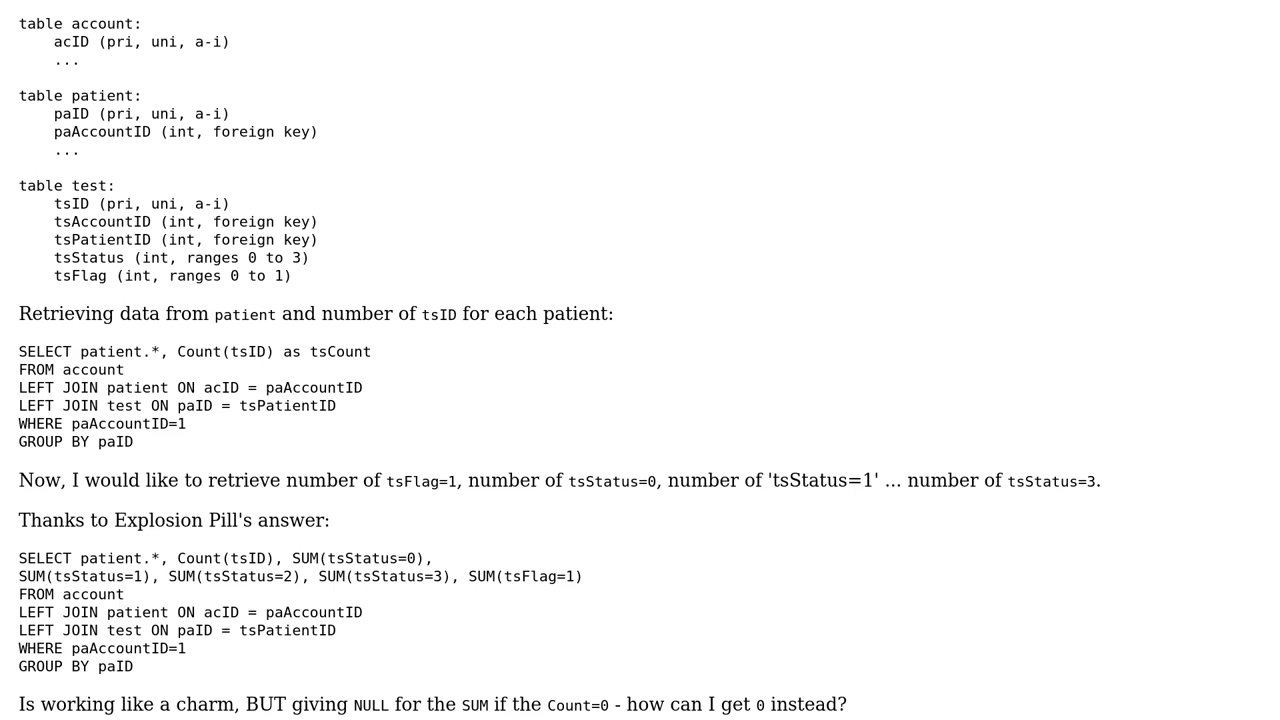 table account:
    acID (pri, uni, a-i)
    ...

table patient:
    paID (pri, uni, a-i)
    paAccountID (int, foreign key)
    ...

table test:
    tsID (pri, uni, a-i)
    tsAccountID (int, foreign key)
    tsPatientID (int, foreign key)
    tsStatus (int, ranges 0 to 3)
    tsFlag (int, ranges 0 to 1)

Retrieving data from patient and number of tsID for each patient:

SELECT patient.*, Count(tsID) as tsCount
FROM account
LEFT JOIN patient ON acID = paAccountID
LEFT JOIN test ON paID = tsPatientID
WHERE paAccountID=1
GROUP BY paID

Now, I would like to retrieve number of tsFlag=1, number of tsStatus=0, number of 'tsStatus=1' ... number of tsStatus=3.

Thanks to Explosion Pill's answer:

SELECT patient.*, Count(tsID), SUM(tsStatus=0),
SUM(tsStatus=1), SUM(tsStatus=2), SUM(tsStatus=3), SUM(tsFlag=1)
FROM account
LEFT JOIN patient ON acID = paAccountID
LEFT JOIN test ON paID = tsPatientID
WHERE paAccountID=1
GROUP BY paID

Is working like a charm, BUT giving NULL for the SUM if the Count=0 - how can I get 0 instead?